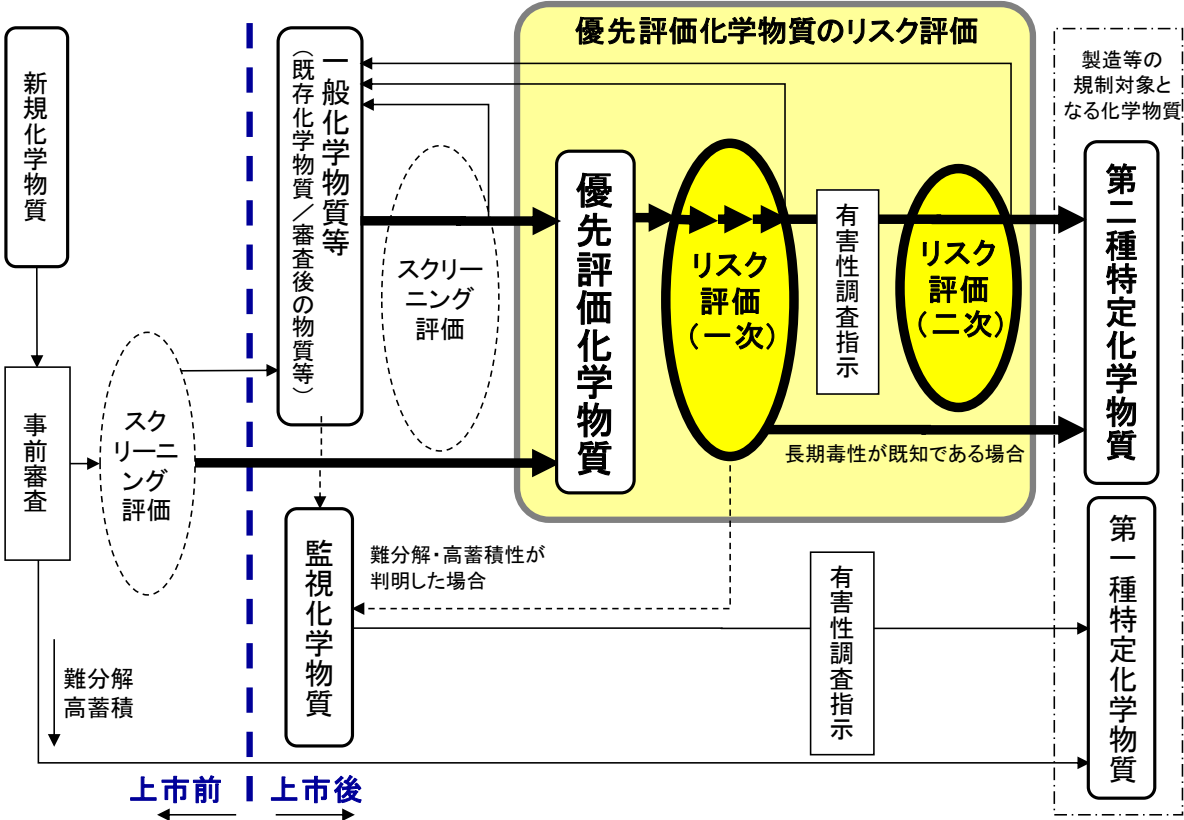 優先評価化学物質のリスク評価
新規化学物質
一般化学物質等
（既存化学物質／審査後の物質等）
製造等の
規制対象と
なる化学物質
スクリー
ニング
評価
優先評価化学物質
リスク
評価
（一次）
有害性調査指示
リスク
評価
（二次）
第二種特定化学物質
事前審査
スク
リーニ
ング
評価
長期毒性が既知である場合
監視化学物質
難分解・高蓄積性が
判明した場合
有害性調査指示
第一種特定化学物質
難分解
高蓄積
上市前
上市後